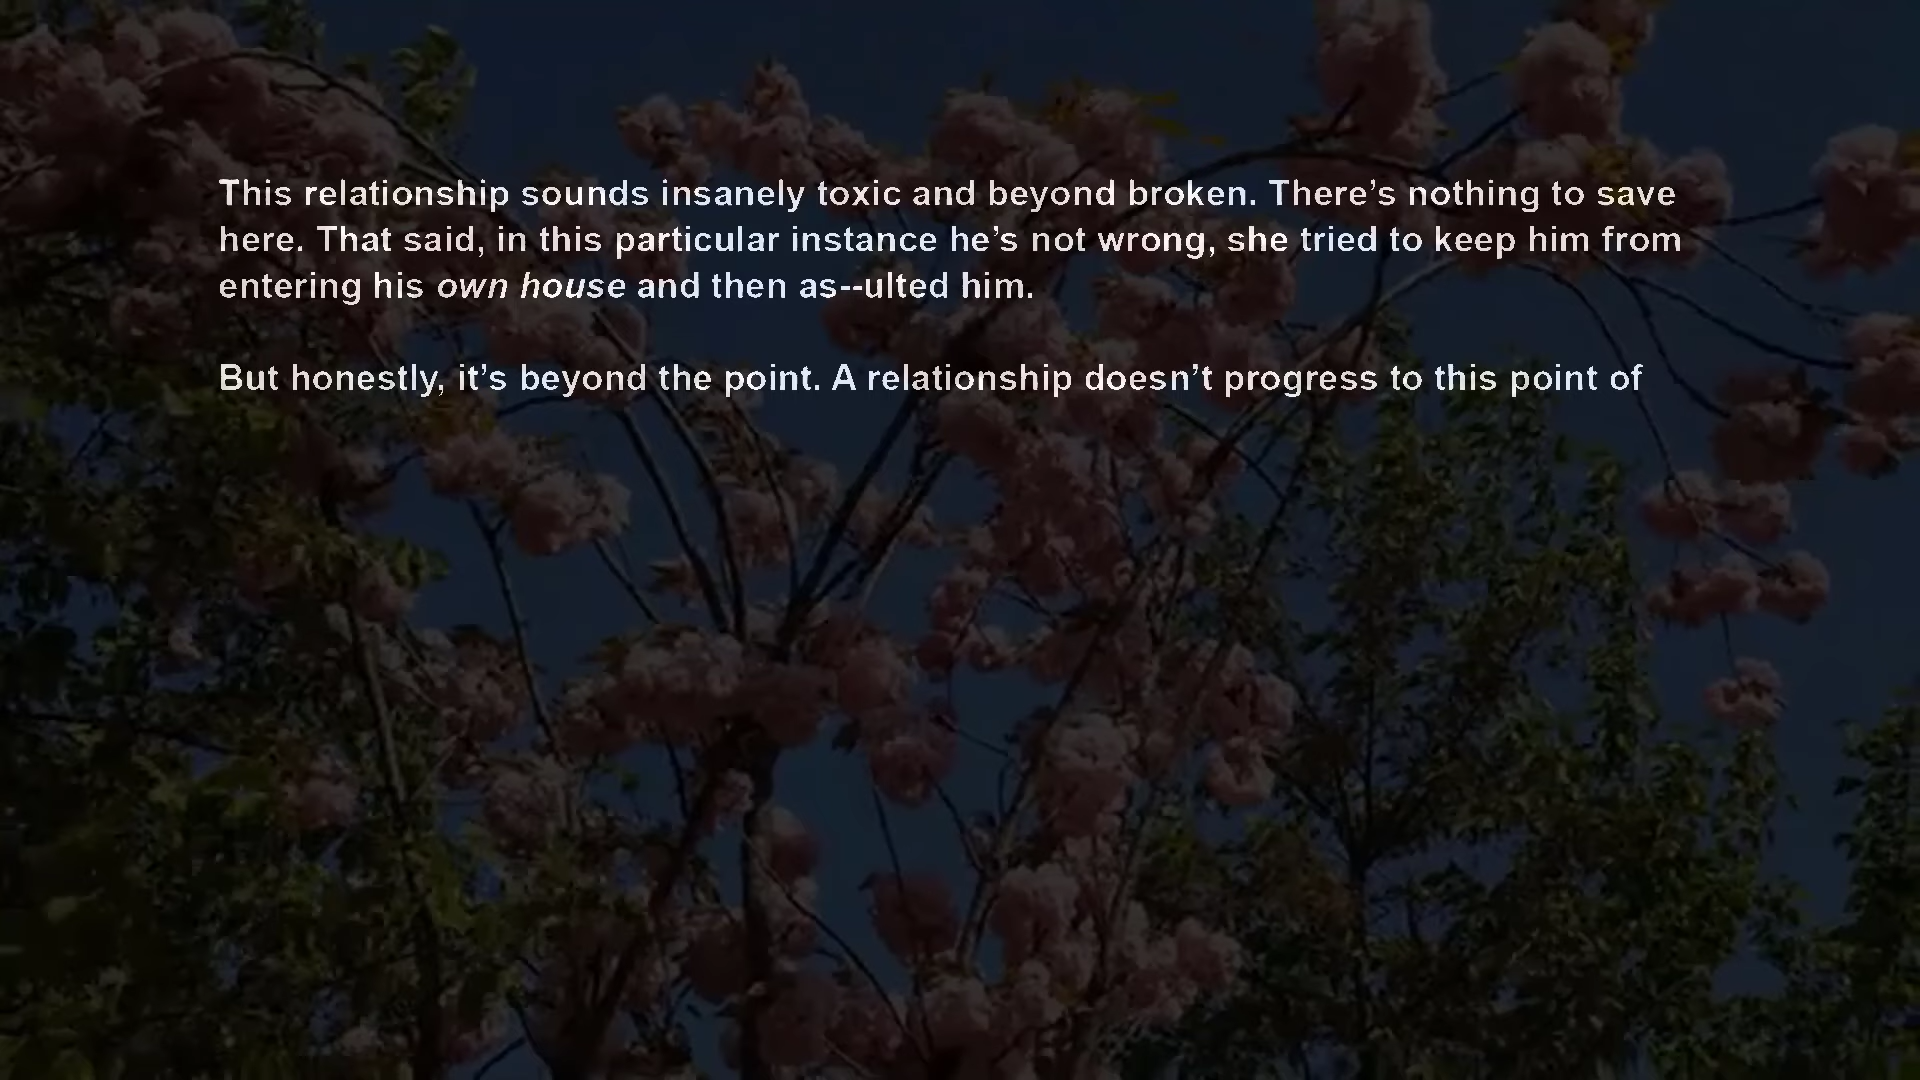 This relationship sounds insanely toxic and beyond broken. There’s nothing to save
here. That said, in this particular instance he’s not wrong, she tried to keep him from
entering his own house and then as--ulted him.
But honestly, it’s beyond the point. A relationship doesn’t progress to this point of